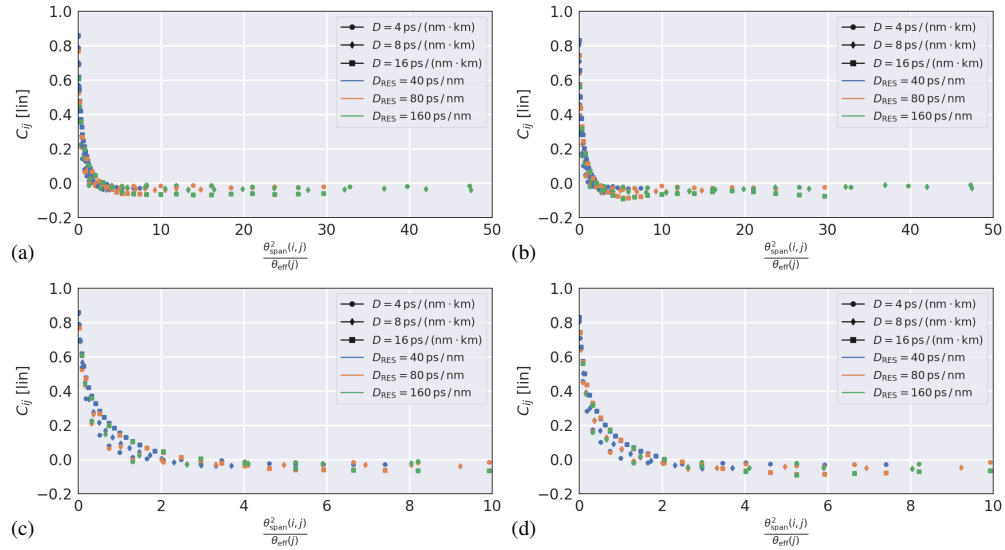 1.0
0.8
0.6
0.4
0.2
0.0
−0.2
C_ij [lin]
D = 4 ps / (nm · km)
D = 8 ps / (nm · km)
D = 16 ps / (nm · km)
D_RES = 40 ps / nm
D_RES = 80 ps / nm
D_RES = 160 ps / nm
0 10 20 30 40 50
θ²_span(i, j)
θ_eff(j)
(a)
1.0
0.8
0.6
0.4
0.2
0.0
−0.2
C_ij [lin]
D = 4 ps / (nm · km)
D = 8 ps / (nm · km)
D = 16 ps / (nm · km)
D_RES = 40 ps / nm
D_RES = 80 ps / nm
D_RES = 160 ps / nm
0 10 20 30 40 50
θ²_span(i, j)
θ_eff(j)
(b)
1.0
0.8
0.6
0.4
0.2
0.0
−0.2
C_ij [lin]
D = 4 ps / (nm · km)
D = 8 ps / (nm · km)
D = 16 ps / (nm · km)
D_RES = 40 ps / nm
D_RES = 80 ps / nm
D_RES = 160 ps / nm
0 2 4 6 8 10
θ²_span(i, j)
θ_eff(j)
(c)
1.0
0.8
0.6
0.4
0.2
0.0
−0.2
C_ij [lin]
D = 4 ps / (nm · km)
D = 8 ps / (nm · km)
D = 16 ps / (nm · km)
D_RES = 40 ps / nm
D_RES = 80 ps / nm
D_RES = 160 ps / nm
0 2 4 6 8 10
θ²_span(i, j)
θ_eff(j)
(d)